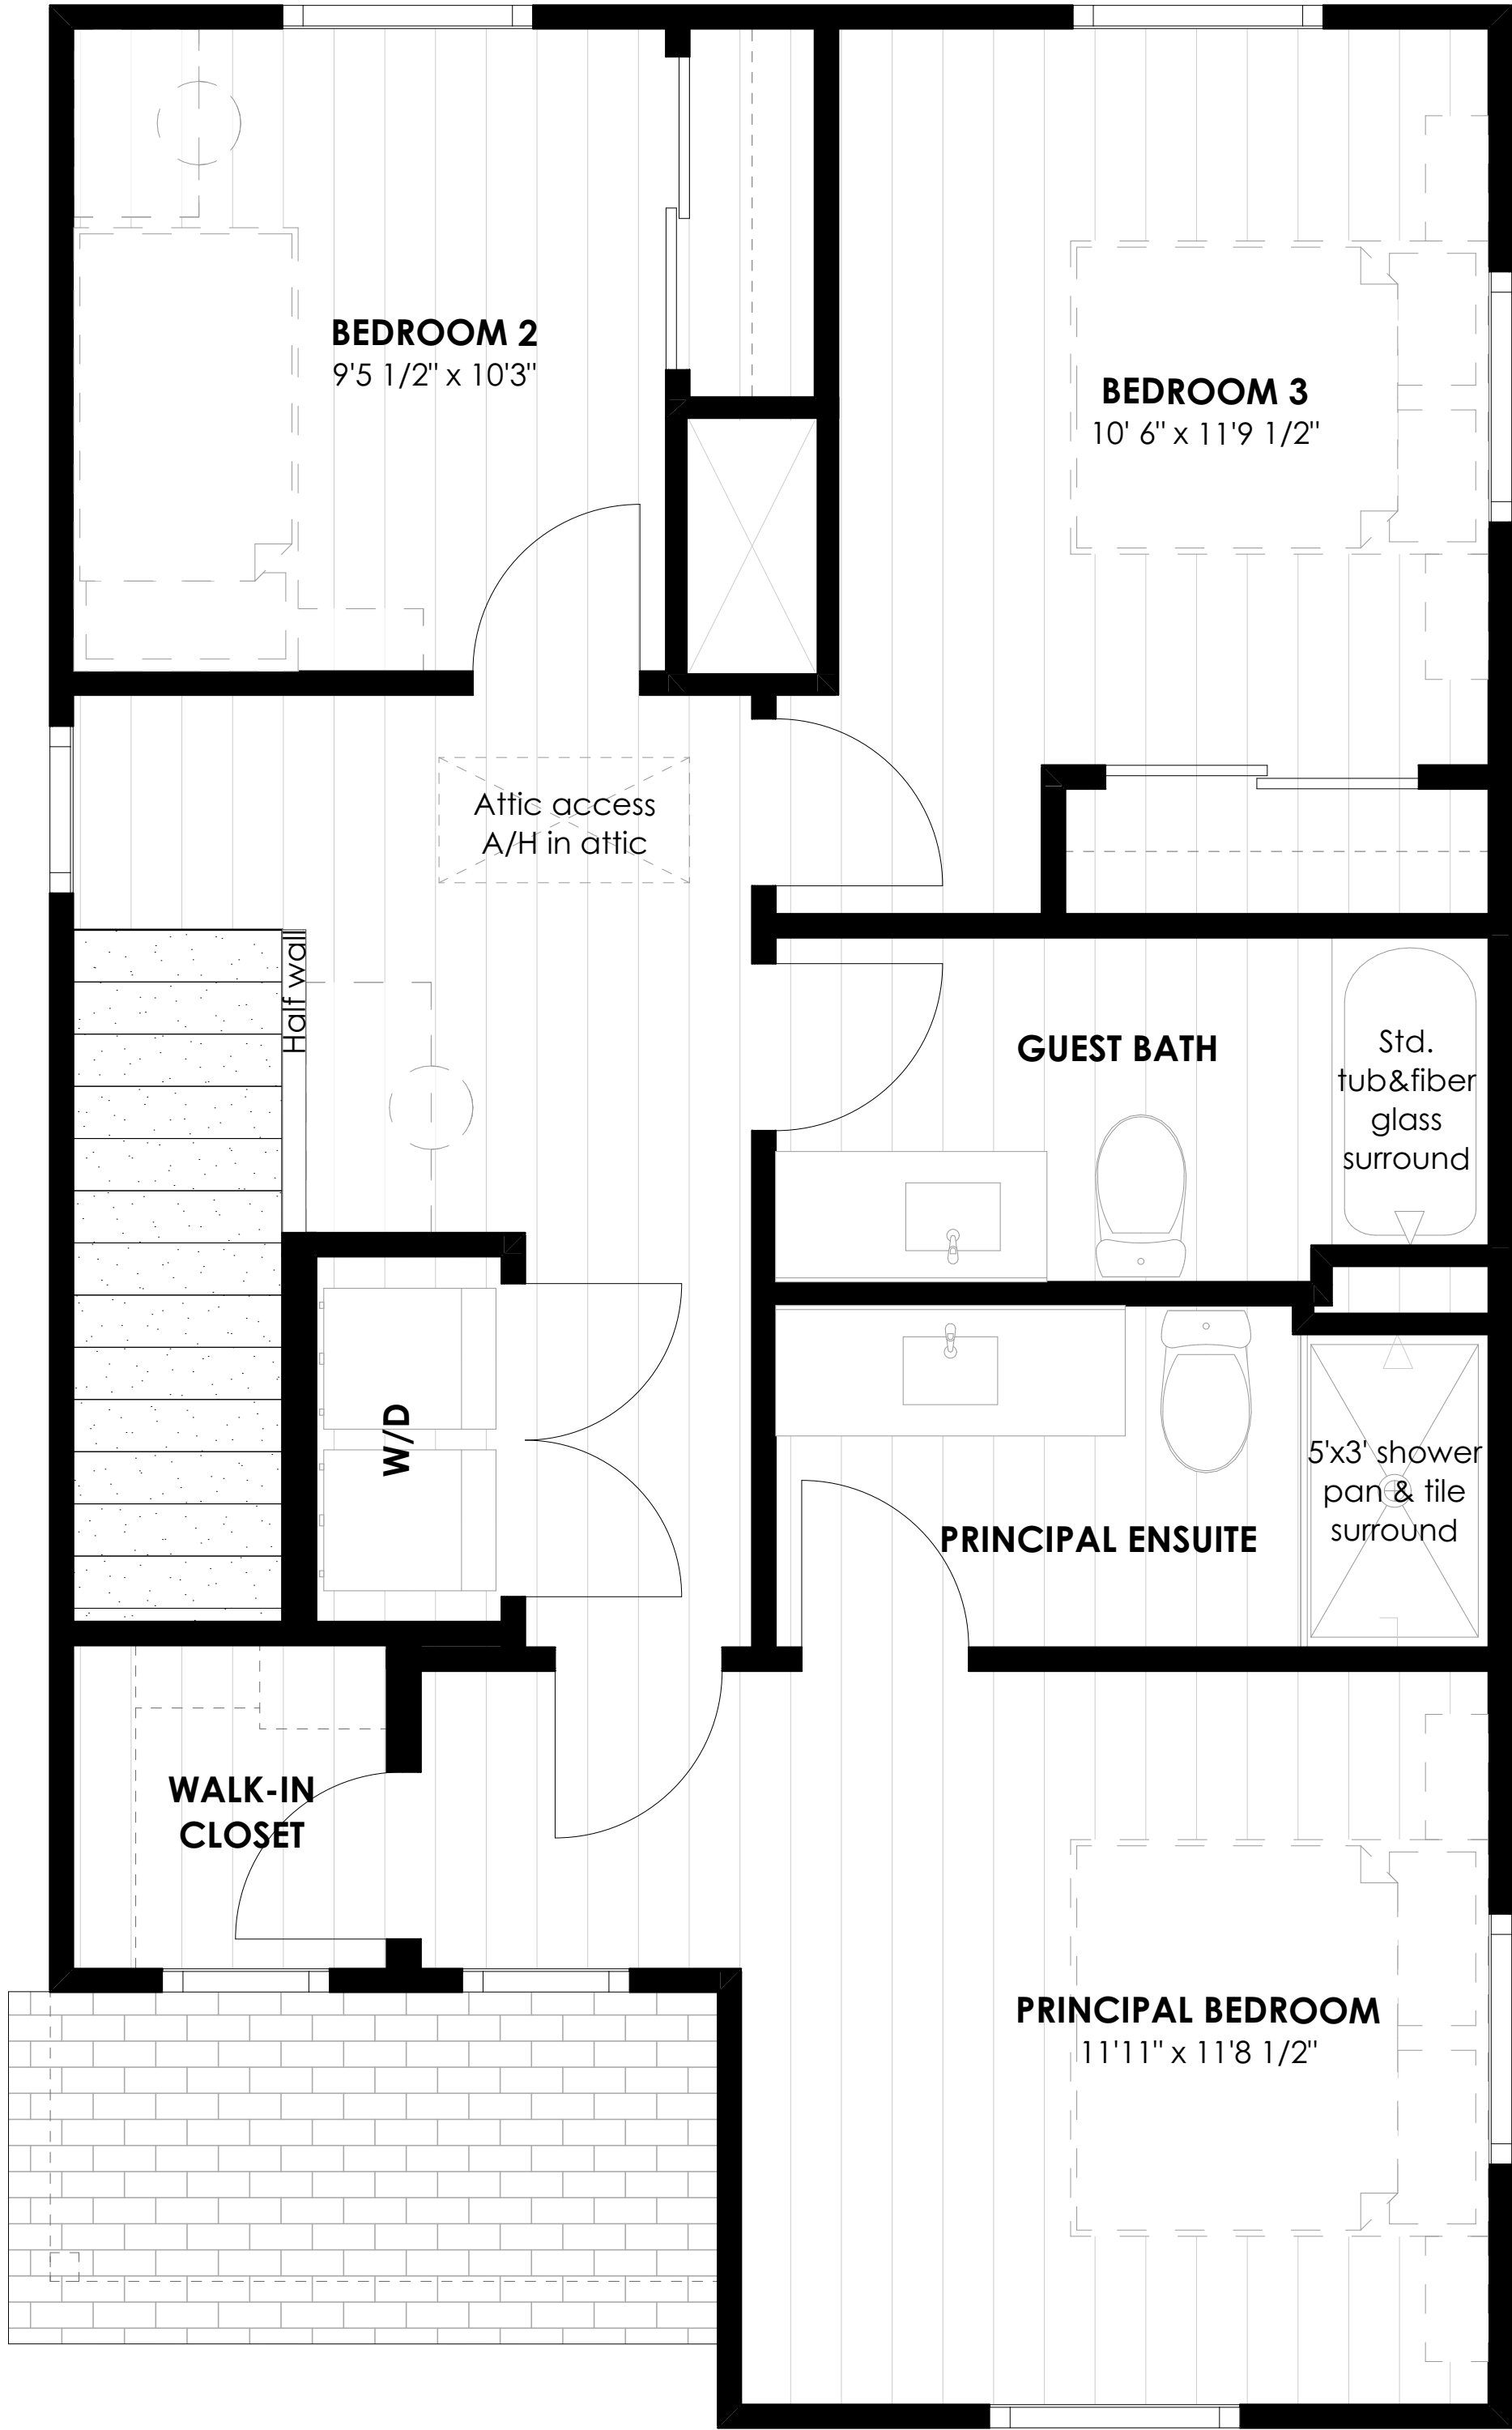 BEDROOM 2
9'5 1/2" x 10'3"
BEDROOM 3
10' 6" x 11'9 1/2"
Attic access
A/H in attic
Half wall
GUEST BATH
Std.
tub&fiber
glass
surround
W/D
5'x3' shower
pan & tile
surround
PRINCIPAL ENSUITE
WALK-IN
CLOSET
PRINCIPAL BEDROOM
11'11" x 11'8 1/2"